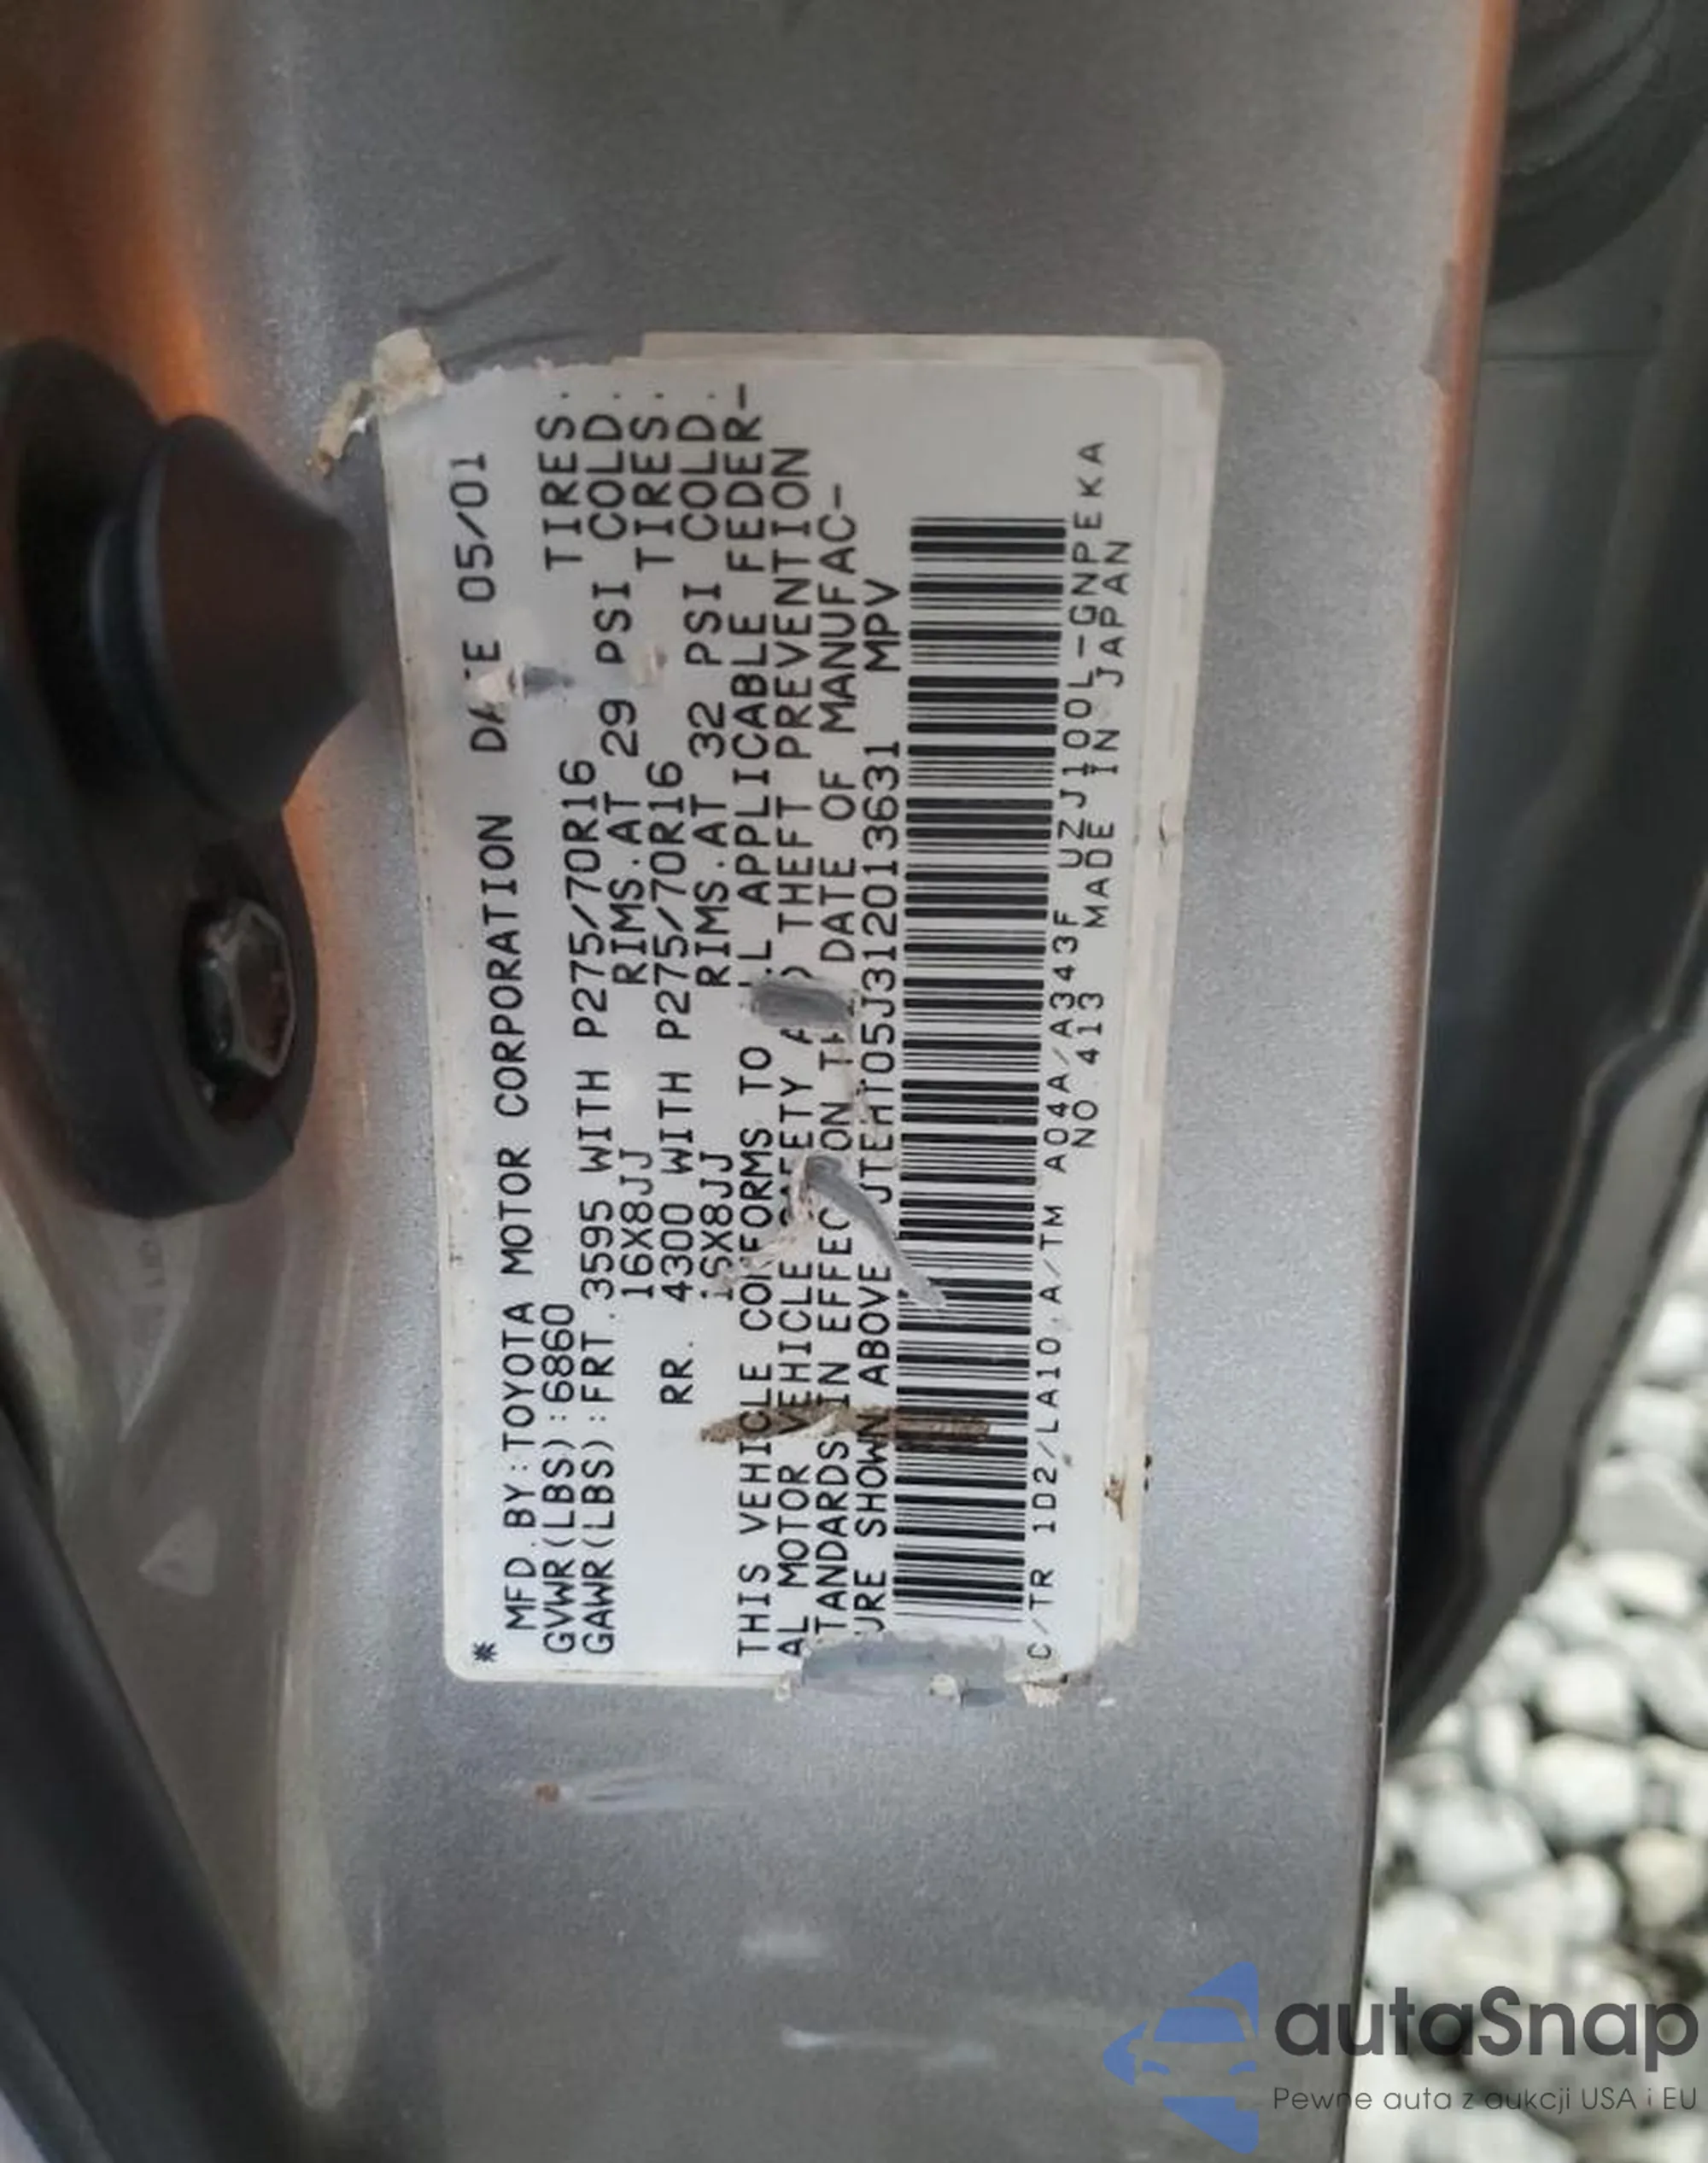 * MFD.BY:TOYOTA MOTOR CORPORATION DATE 05/01
GVWR(LBS):6860
GAWR(LBS):FRT.3595 WITH P275/70R16 TIRES.
16X8JJ RIMS.AT 29 PSI COLD.
RR. 4300 WITH P275/70R16 TIRES.
16X8JJ RIMS.AT 32 PSI COLD.
THIS VEHICLE CONFORMS TO ALL APPLICABLE FEDER-
AL MOTOR VEHICLE SAFETY AND THEFT PREVENTION
STANDARDS IN EFFECT ON THE DATE OF MANUFAC-
URE SHOWN ABOVE JTEHT05J312013631 MPV
C/TR 1D2/LA10.A/TM A04A/A343F UZJ100L-GNPEKA
NO.413 MADE IN JAPAN
autaSnap
Pewne auta z aukcji USA i EU